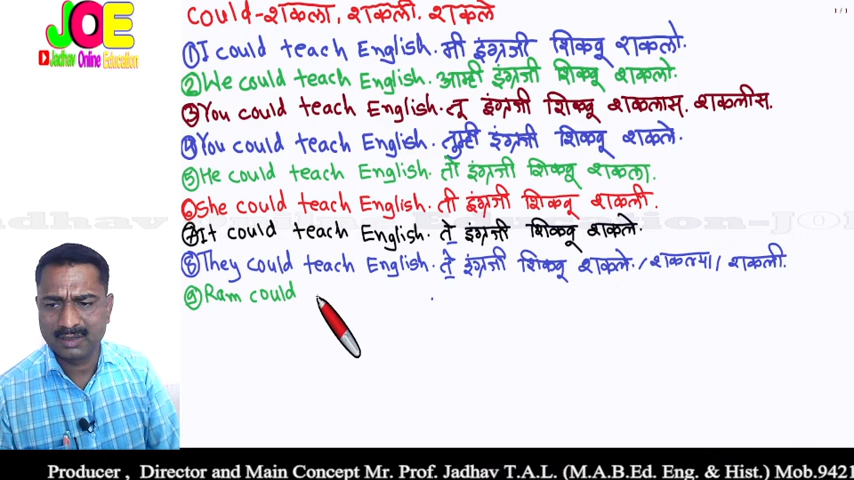 JOE
Jadhav Online Education
1/1
Could-शकला, शकली. शकले
①I could teach English. मी इंग्रजी शिकवू शकलो.
②We could teach English. आम्ही इंग्रजी शिकवू शकलो.
③You could teach English. तू इंग्रजी शिकवू शकलास. शकलीस.
④You could teach English. तुम्ही इंग्रजी शिकवू शकले.
⑤He could teach English. तो इंग्रजी शिकवू शकला.
⑥She could teach English. ती इंग्रजी शिकवू शकली.
⑦It could teach English. ते इंग्रजी शिकवू शकले.
⑧They could teach English. ते इंग्रजी शिकवू शकले. / शकल्या / शकली.
⑨Ram could
Producer , Director and Main Concept Mr. Prof. Jadhav T.A.L. (M.A.B.Ed. Eng. & Hist.) Mob.9421